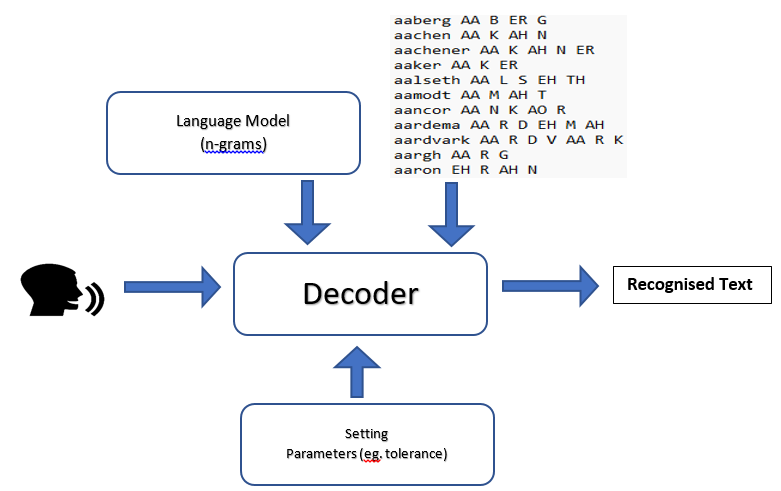 aaberg AA B ER G
aachen AA K AH N
aachener AA K AH N ER
aaker AA K ER
aalseth AA L S EH TH
aamodt AA M AH T
aancor AA N K AO R
aardema AA R D EH M AH
aardvark AA R D V AA R K
aargh AA R G
aaron EH R AH N
Language Model
(n-grams)
Decoder
Recognised Text
Setting
Parameters (eg. tolerance)